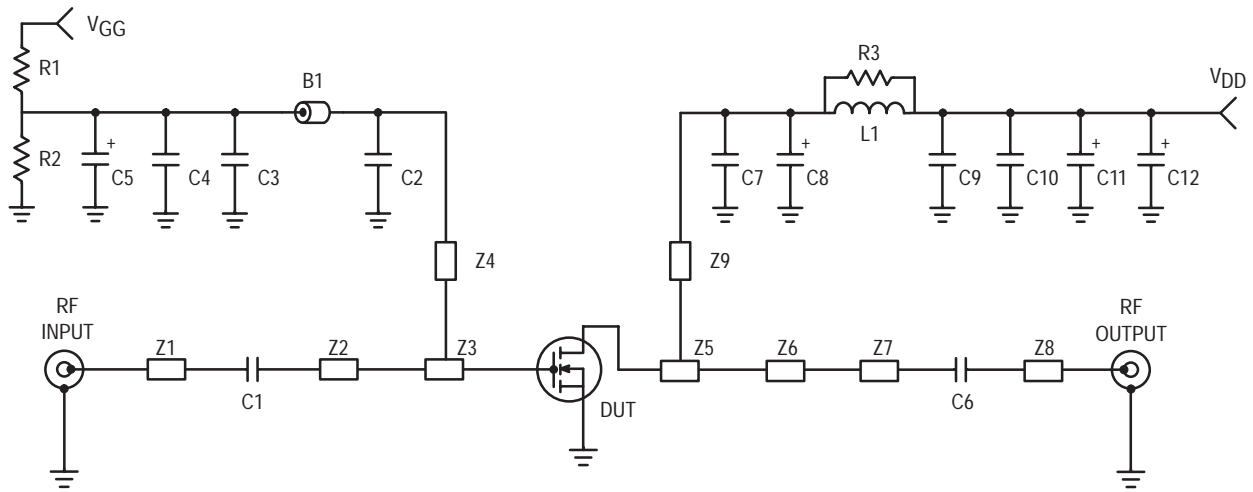 VGG
R1
B1
R3
VDD
L1
R2
+
C5
C4
C3
C2
C7
+
C8
C9
C10
+
C11
+
C12
Z4
Z9
RF
INPUT
Z1
C1
Z2
Z3
DUT
Z5
Z6
Z7
C6
Z8
RF
OUTPUT